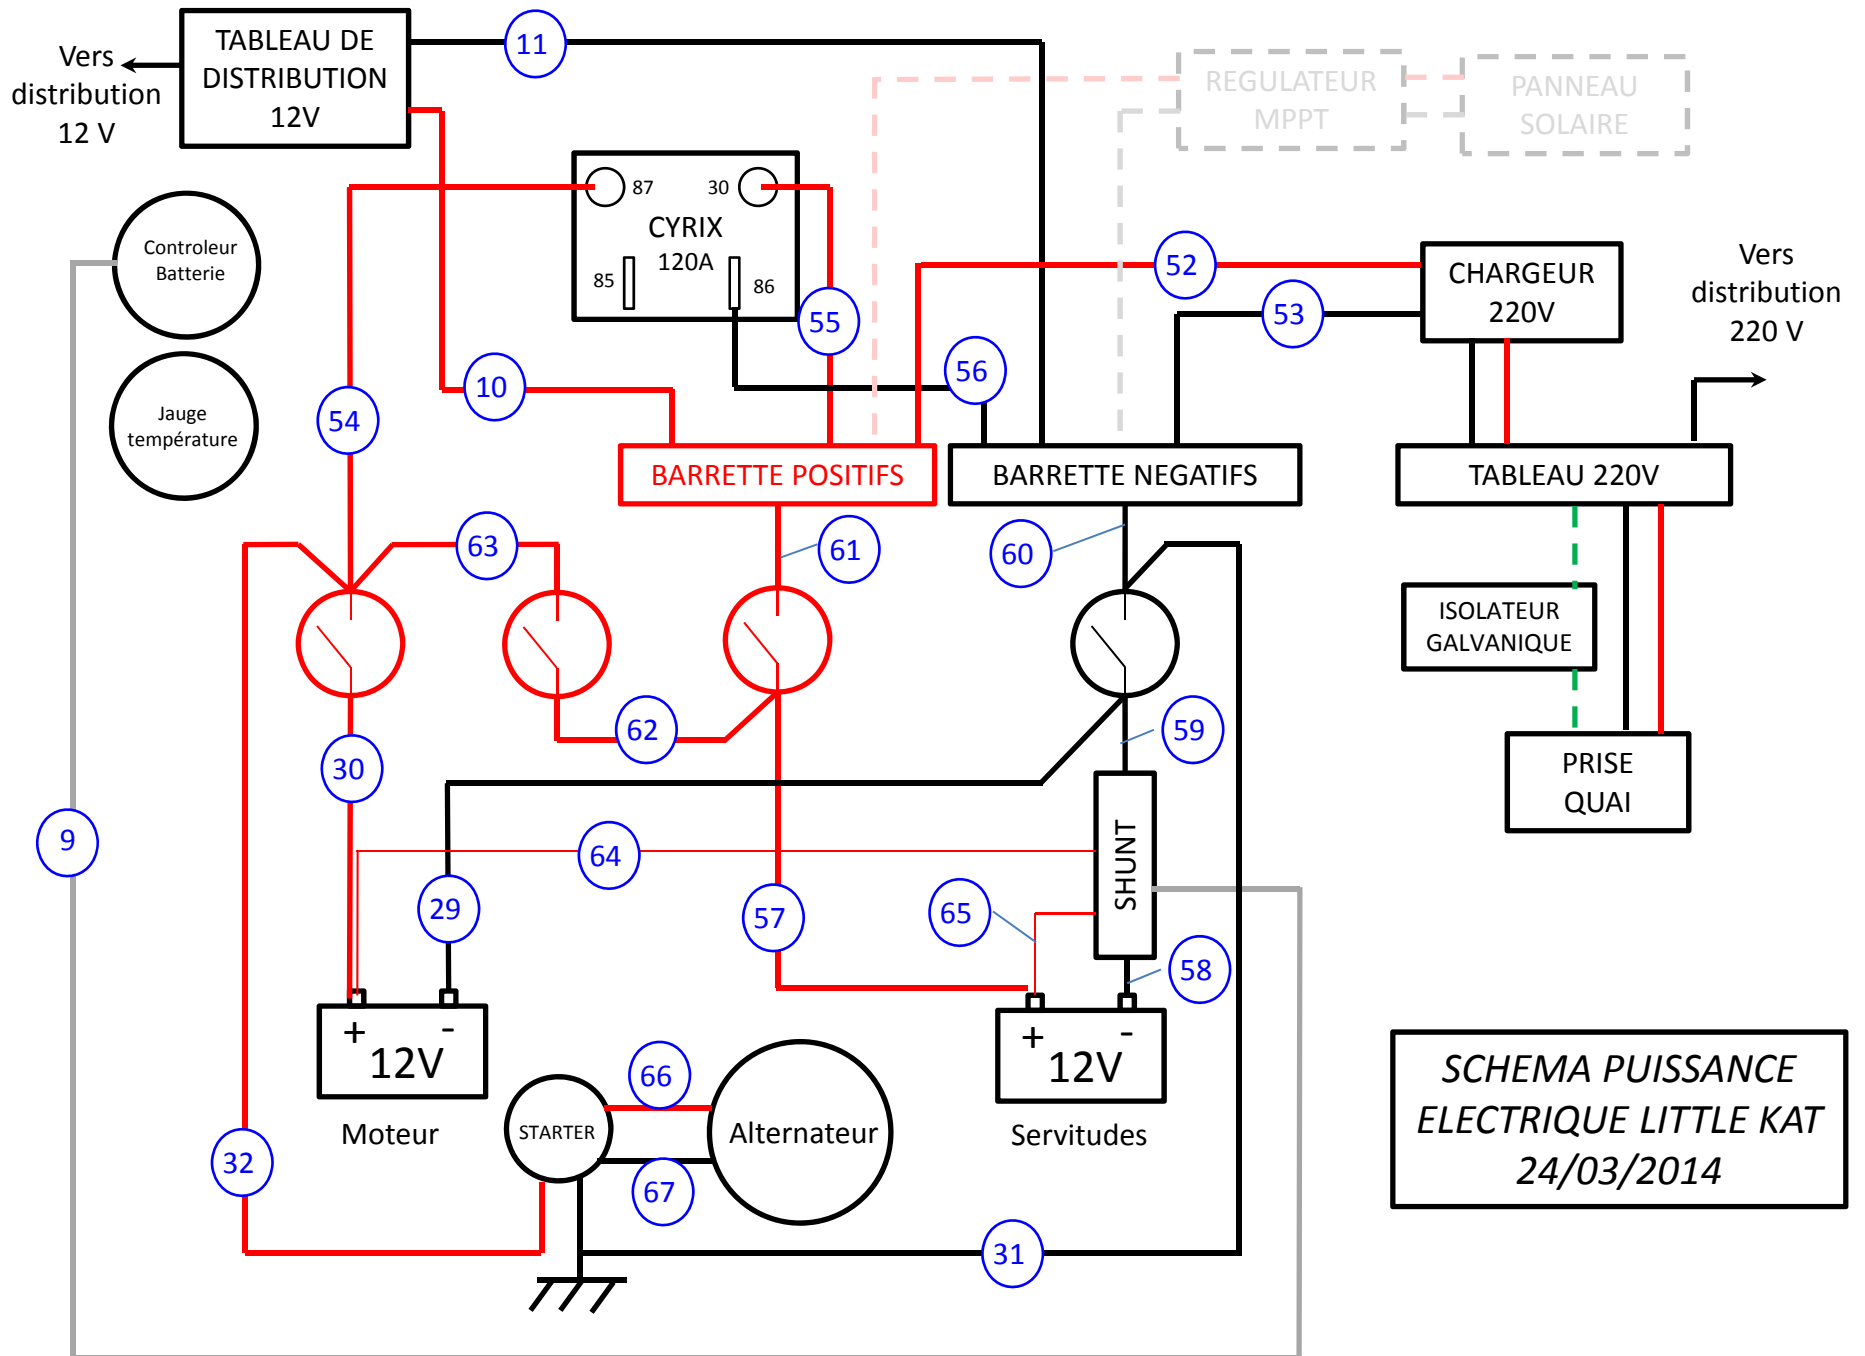 TABLEAU DE
DISTRIBUTION
12V
Vers
distribution
12 V
11
REGULATEUR
MPPT
PANNEAU
SOLAIRE
87
30
CYRIX
120A
85
86
Controleur
Batterie
Jauge
température
54
10
55
56
52
53
CHARGEUR
220V
Vers
distribution
220 V
BARRETTE POSITIFS
BARRETTE NEGATIFS
TABLEAU 220V
63
61
60
ISOLATEUR
GALVANIQUE
PRISE
QUAI
30
62
59
9
64
SHUNT
29
57
65
58
+ -
12V
Moteur
+ -
12V
Servitudes
66
STARTER
Alternateur
67
32
31
SCHEMA PUISSANCE
ELECTRIQUE LITTLE KAT
24/03/2014